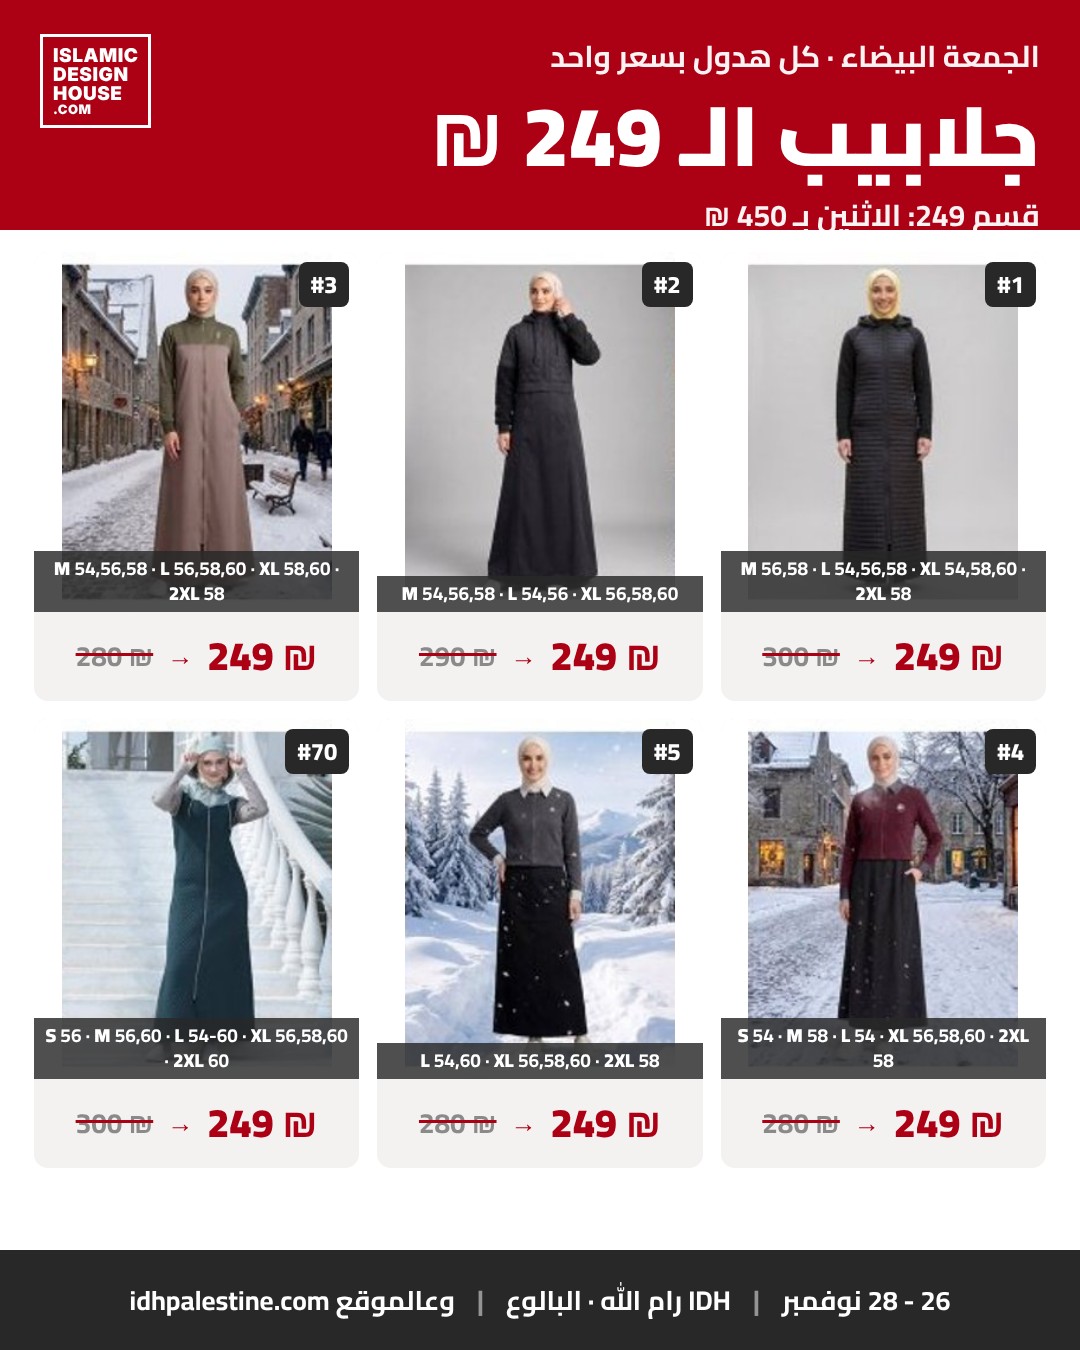 ISLAMIC
DESIGN
HOUSE
.COM
الجمعة البيضاء · كل هدول بسعر واحد
جلابيب الـ 249 ₪
قسم 249: الاثنين بـ 450 ₪
#1
M 56,58 · L 54,56,58 · XL 54,58,60 ·
2XL 58
300 ₪ → 249 ₪
#2
M 54,56,58 · L 54,56 · XL 56,58,60
290 ₪ → 249 ₪
#3
M 54,56,58 · L 56,58,60 · XL 58,60 ·
2XL 58
280 ₪ → 249 ₪
#4
S 54 · M 58 · L 54 · XL 56,58,60 · 2XL
58
280 ₪ → 249 ₪
#5
L 54,60 · XL 56,58,60 · 2XL 58
280 ₪ → 249 ₪
#70
S 56 · M 56,60 · L 54-60 · XL 56,58,60
· 2XL 60
300 ₪ → 249 ₪
26 - 28 نوفمبر | IDH رام الله · البالوع | وعالموقع idhpalestine.com